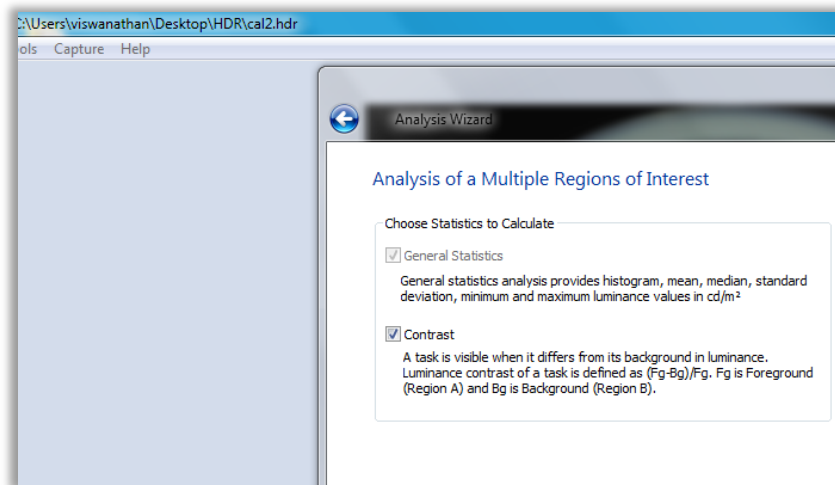 C:\Users\viswanathan\Desktop\HDR\cal2.hdr
ols Capture Help
Analysis Wizard
Analysis of a Multiple Regions of Interest
Choose Statistics to Calculate
General Statistics
General statistics analysis provides histogram, mean, median, standard
deviation, minimum and maximum luminance values in cd/m²
Contrast
A task is visible when it differs from its background in luminance.
Luminance contrast of a task is defined as (Fg-Bg)/Fg. Fg is Foreground
(Region A) and Bg is Background (Region B).